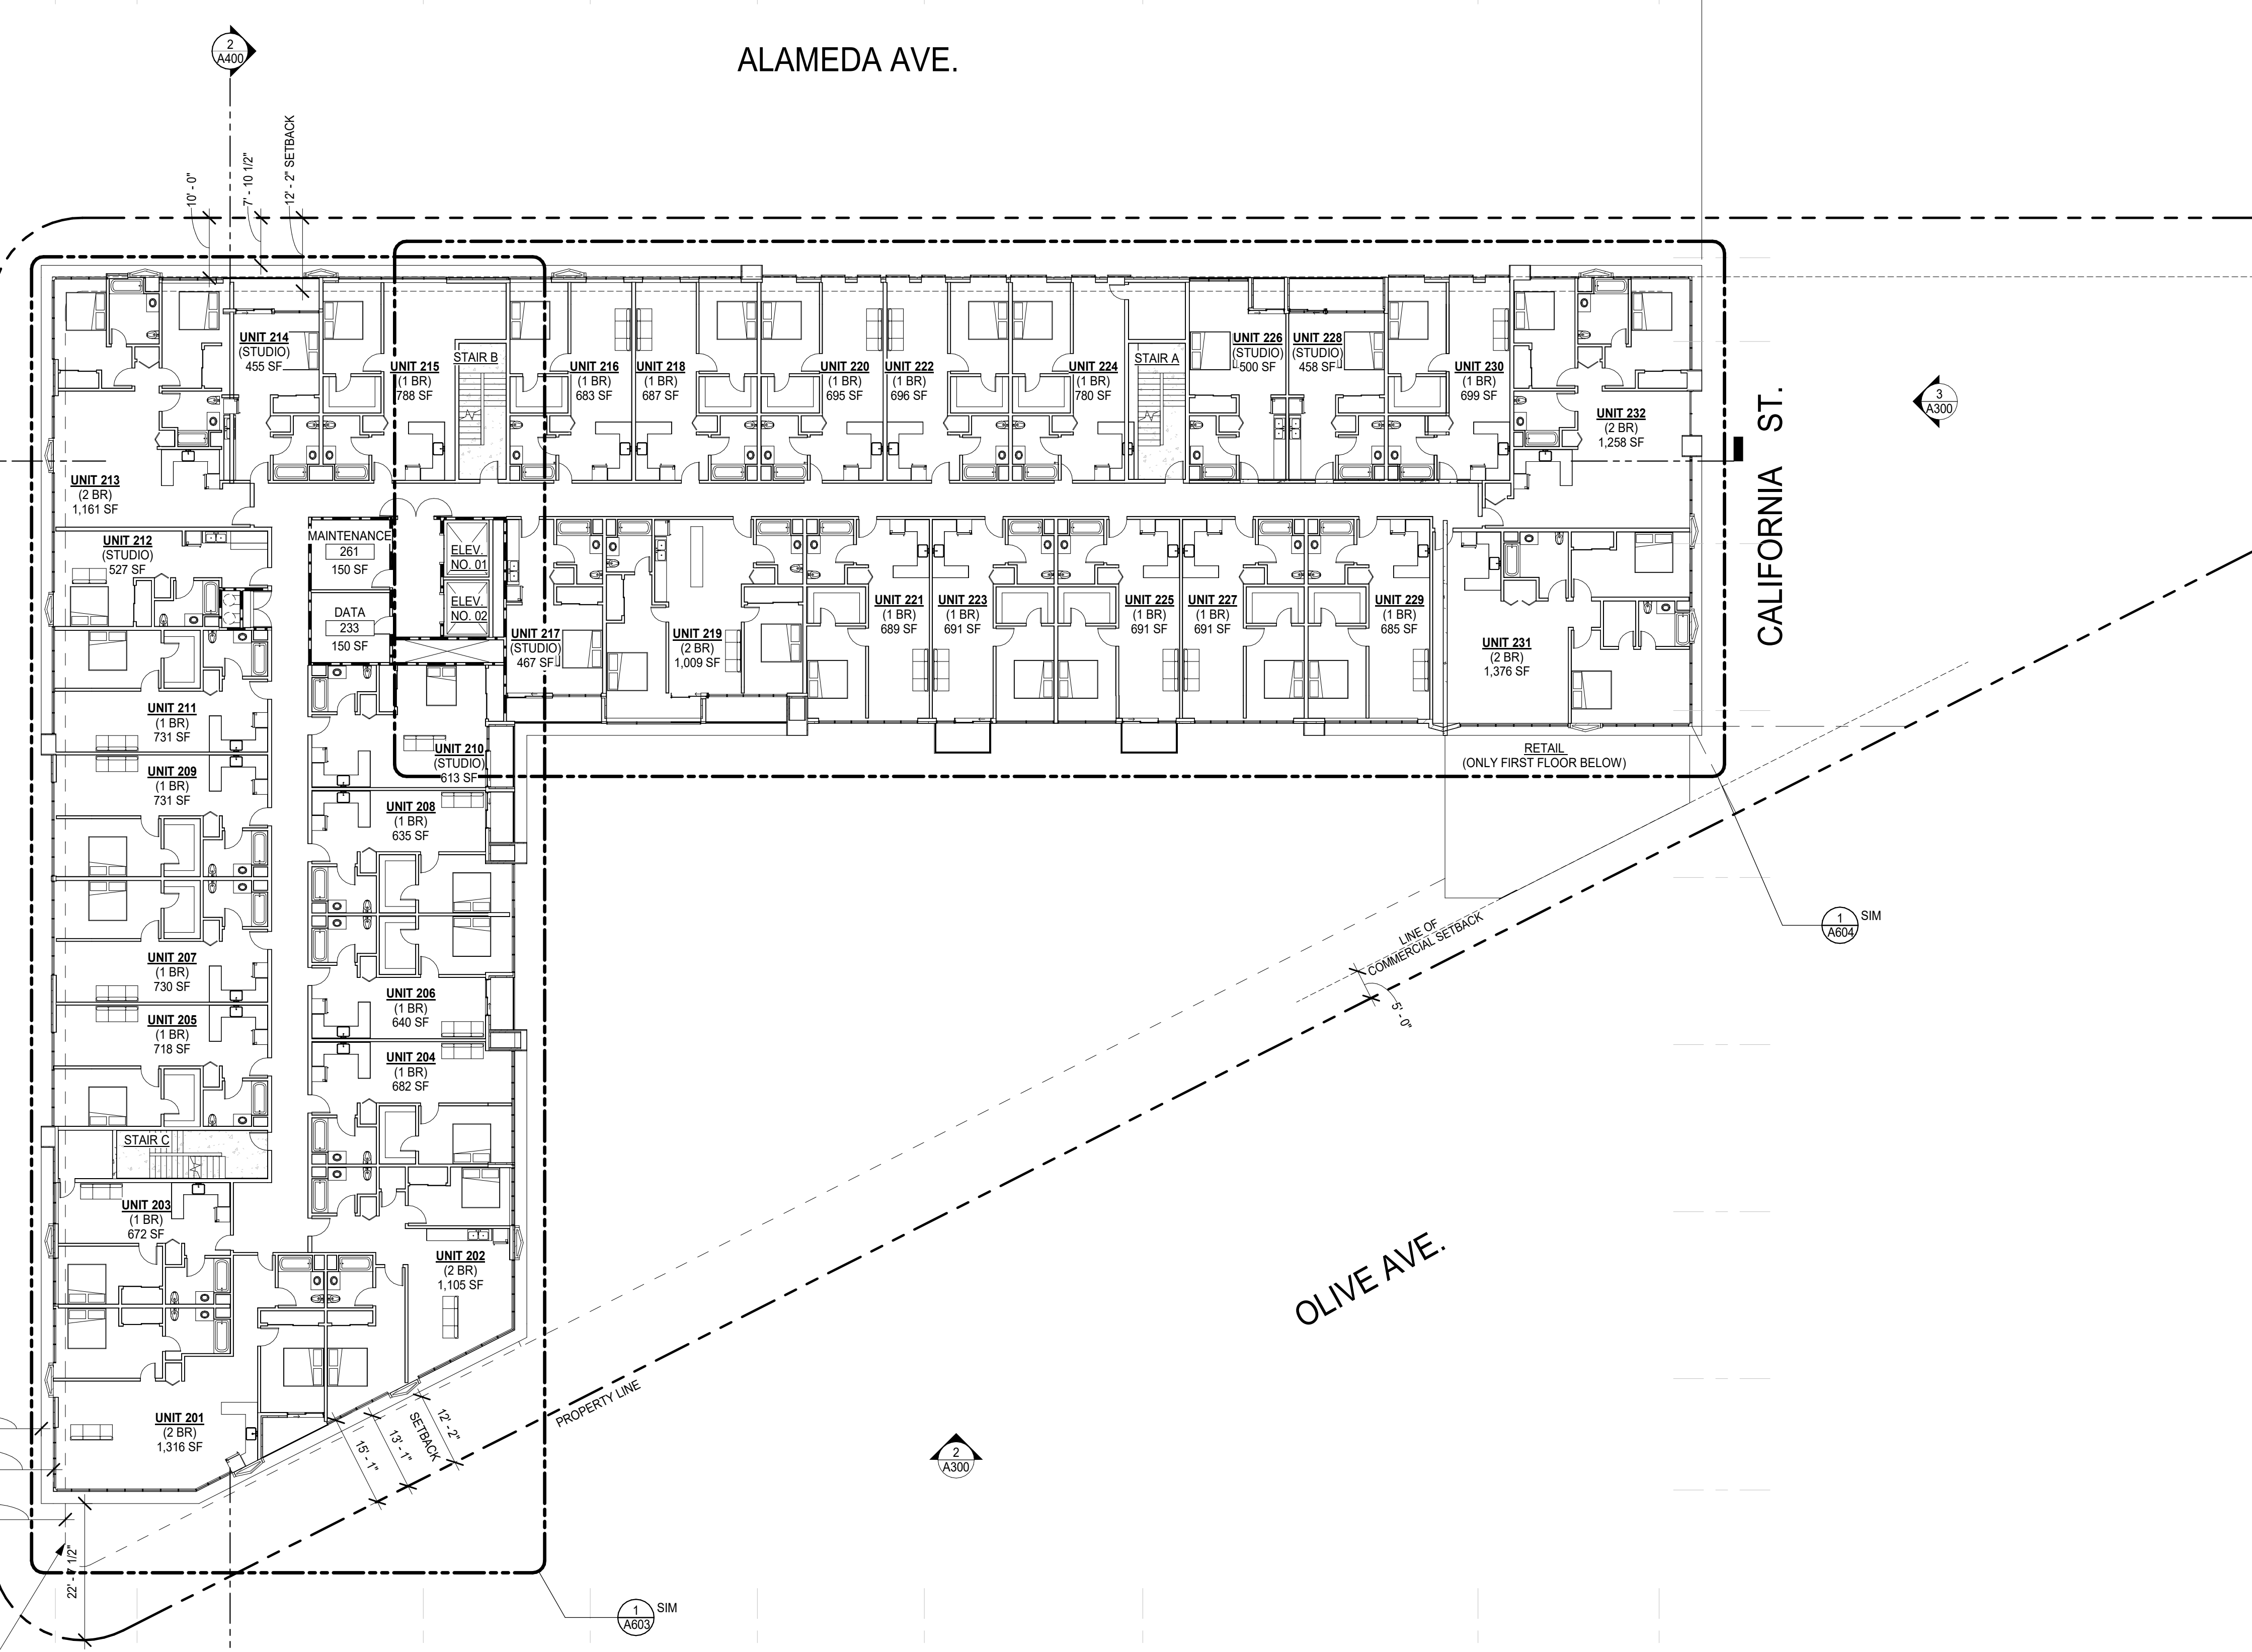 ALAMEDA AVE.
2
A400
10' - 0"
7' - 10 1/2"
12' - 2" SETBACK
UNIT 214
(STUDIO)
455 SF
UNIT 215
(1 BR)
788 SF
STAIR B
UNIT 216
(1 BR)
683 SF
UNIT 218
(1 BR)
687 SF
UNIT 220
(1 BR)
695 SF
UNIT 222
(1 BR)
696 SF
UNIT 224
(1 BR)
780 SF
STAIR A
UNIT 226
(STUDIO)
500 SF
UNIT 228
(STUDIO)
458 SF
UNIT 230
(1 BR)
699 SF
UNIT 232
(2 BR)
1,258 SF
CALIFORNIA ST.
3
A300
UNIT 213
(2 BR)
1,161 SF
UNIT 212
(STUDIO)
527 SF
MAINTENANCE
261
150 SF
DATA
233
150 SF
ELEV.
NO. 01
ELEV.
NO. 02
UNIT 217
(STUDIO)
467 SF
UNIT 219
(2 BR)
1,009 SF
UNIT 221
(1 BR)
689 SF
UNIT 223
(1 BR)
691 SF
UNIT 225
(1 BR)
691 SF
UNIT 227
(1 BR)
691 SF
UNIT 229
(1 BR)
685 SF
UNIT 231
(2 BR)
1,376 SF
RETAIL
(ONLY FIRST FLOOR BELOW)
UNIT 211
(1 BR)
731 SF
UNIT 210
(STUDIO)
613 SF
UNIT 209
(1 BR)
731 SF
UNIT 208
(1 BR)
635 SF
UNIT 207
(1 BR)
730 SF
UNIT 206
(1 BR)
640 SF
UNIT 205
(1 BR)
718 SF
UNIT 204
(1 BR)
682 SF
STAIR C
UNIT 203
(1 BR)
672 SF
UNIT 202
(2 BR)
1,105 SF
UNIT 201
(2 BR)
1,316 SF
LINE OF
COMMERCIAL SETBACK
5' - 0"
1
A604
SIM
OLIVE AVE.
PROPERTY LINE
12' - 2"
SETBACK
13' - 1"
15' - 1"
2
A300
1
A603
SIM